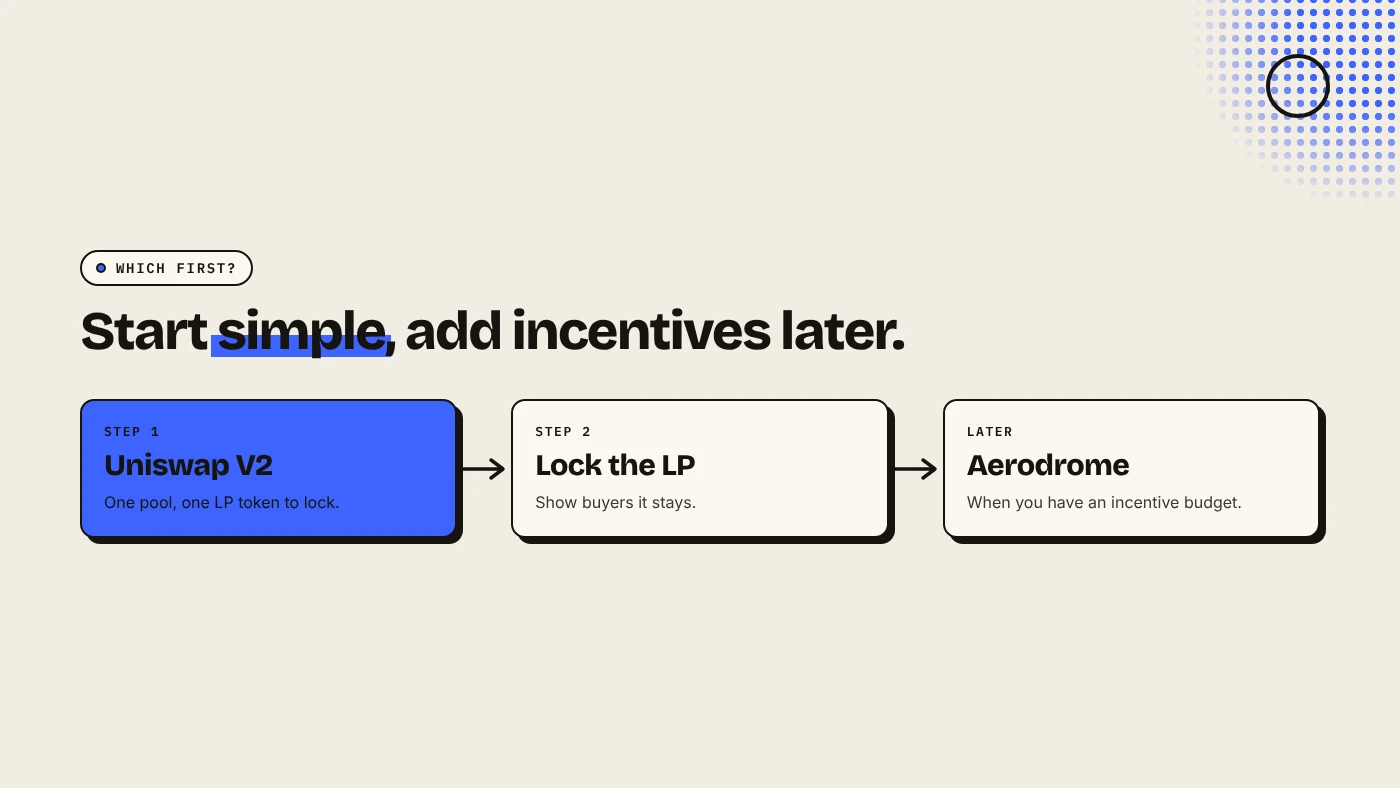 WHICH FIRST?
Start simple, add incentives later.
STEP 1
Uniswap V2
One pool, one LP token to lock.
STEP 2
Lock the LP
Show buyers it stays.
LATER
Aerodrome
When you have an incentive budget.